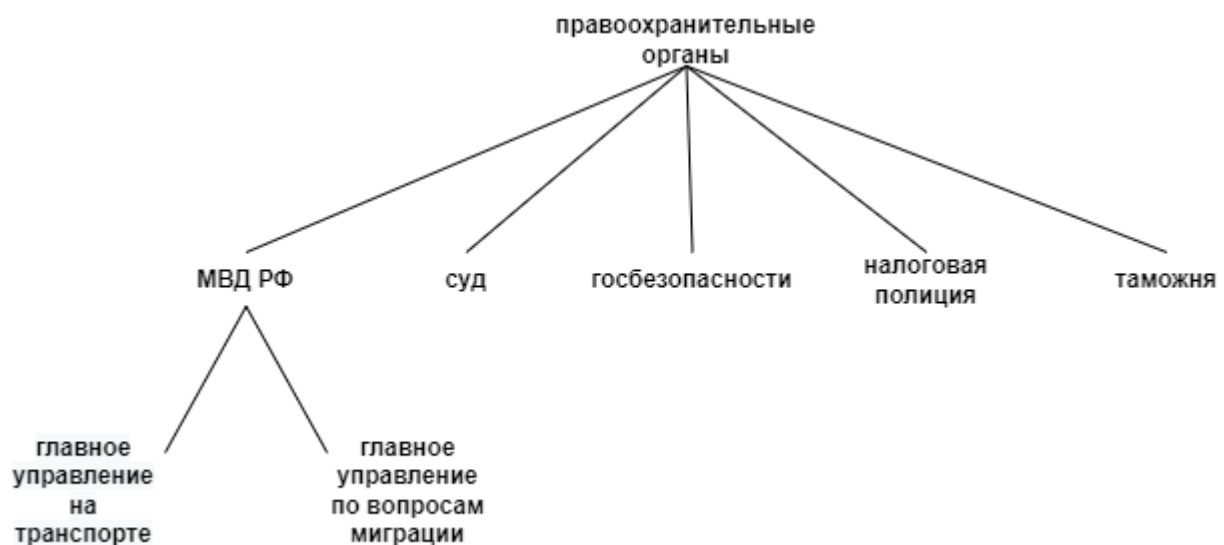 правоохранительные
органы
МВД РФ
суд
госбезопасности
налоговая
полиция
таможня
главное
управление
на
транспорте
главное
управление
по вопросам
миграции